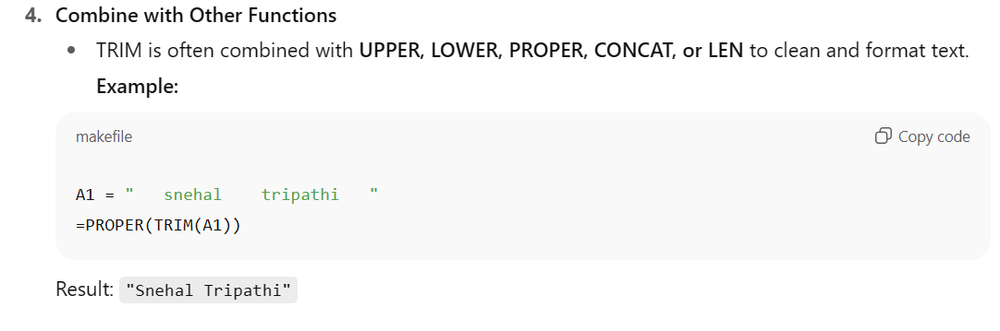 4. Combine with Other Functions
• TRIM is often combined with UPPER, LOWER, PROPER, CONCAT, or LEN to clean and format text.
Example:
makefile
Copy code
A1 = "   snehal    tripathi   "
=PROPER(TRIM(A1))
Result: "Snehal Tripathi"